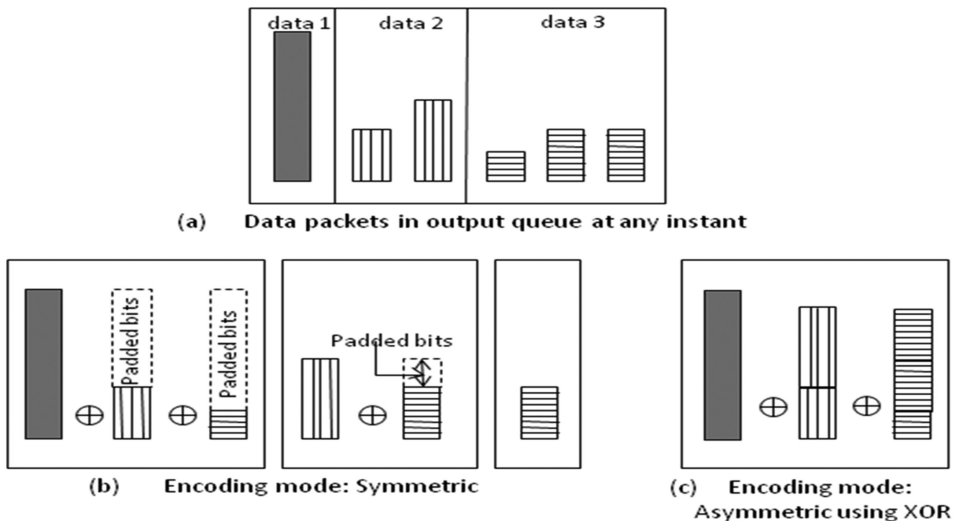 data 1
data 2
data 3
(a) Data packets in output queue at any instant
Padded bits
Padded bits
Padded bits
(b) Encoding mode: Symmetric
(c) Encoding mode:
Asymmetric using XOR